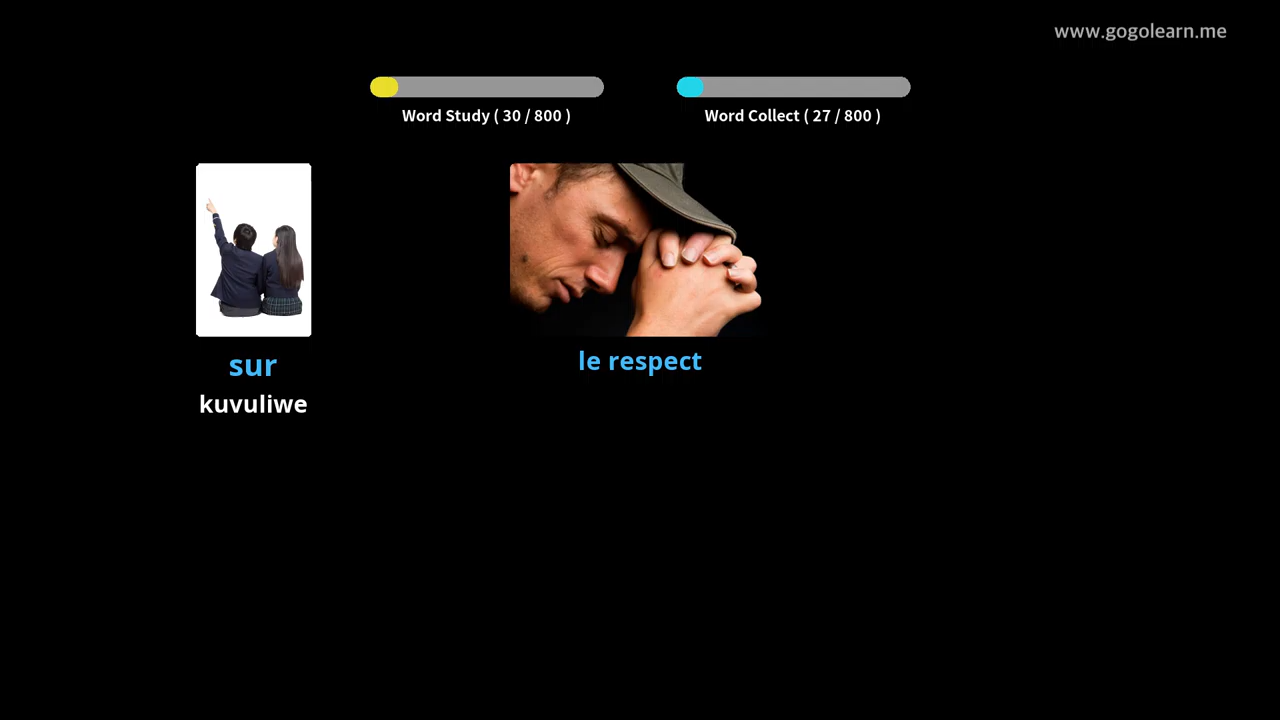 www.gogolearn.me
Word Study ( 30 / 800 )
Word Collect ( 27 / 800 )
sur
kuvuliwe
le respect